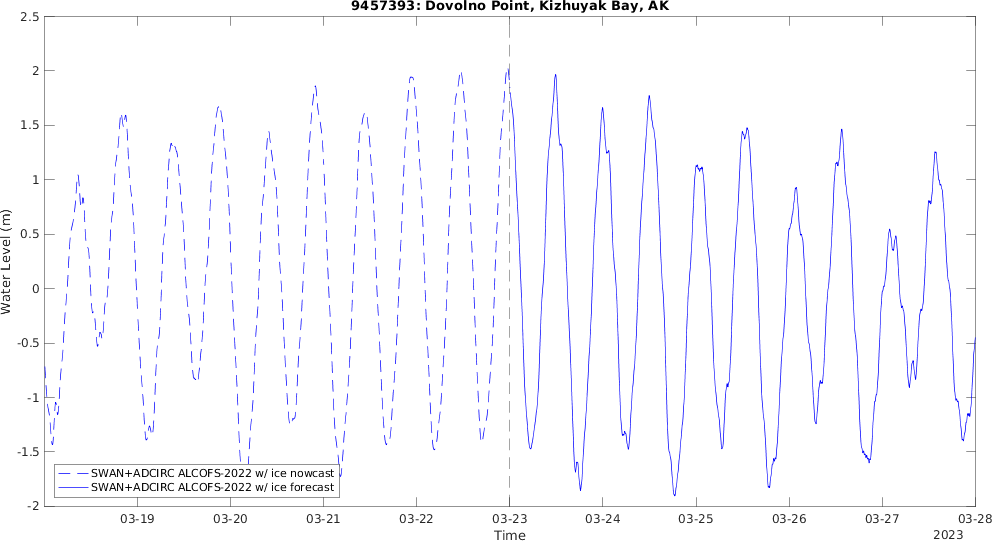 9457393: Dovolno Point, Kizhuyak Bay, AK
2.5
2
1.5
1
0.5
0
-0.5
-1
-1.5
-2
Water Level (m)
SWAN+ADCIRC ALCOFS-2022 w/ ice nowcast
SWAN+ADCIRC ALCOFS-2022 w/ ice forecast
03-19 03-20 03-21 03-22 03-23 03-24 03-25 03-26 03-27 03-28
Time
2023